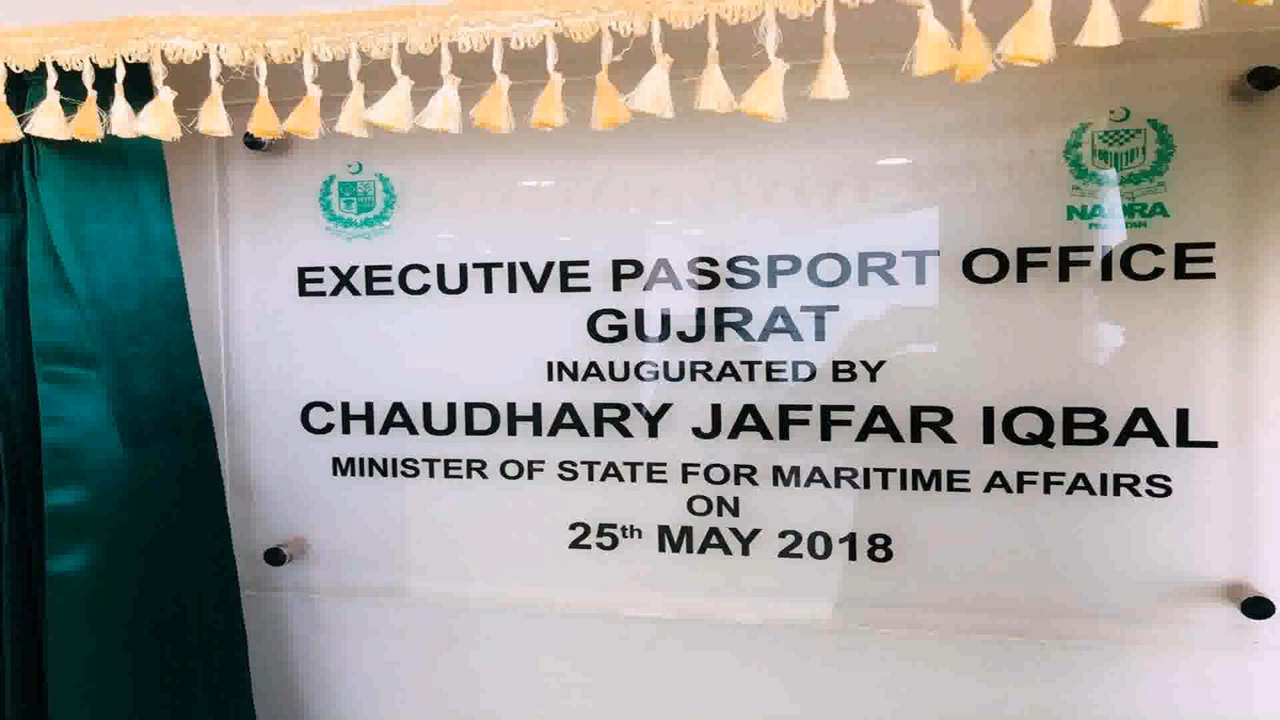 NADRA
PAKISTAN
EXECUTIVE PASSPORT OFFICE
GUJRAT
INAUGURATED BY
CHAUDHARY JAFFAR IQBAL
MINISTER OF STATE FOR MARITIME AFFAIRS
ON
25th MAY 2018